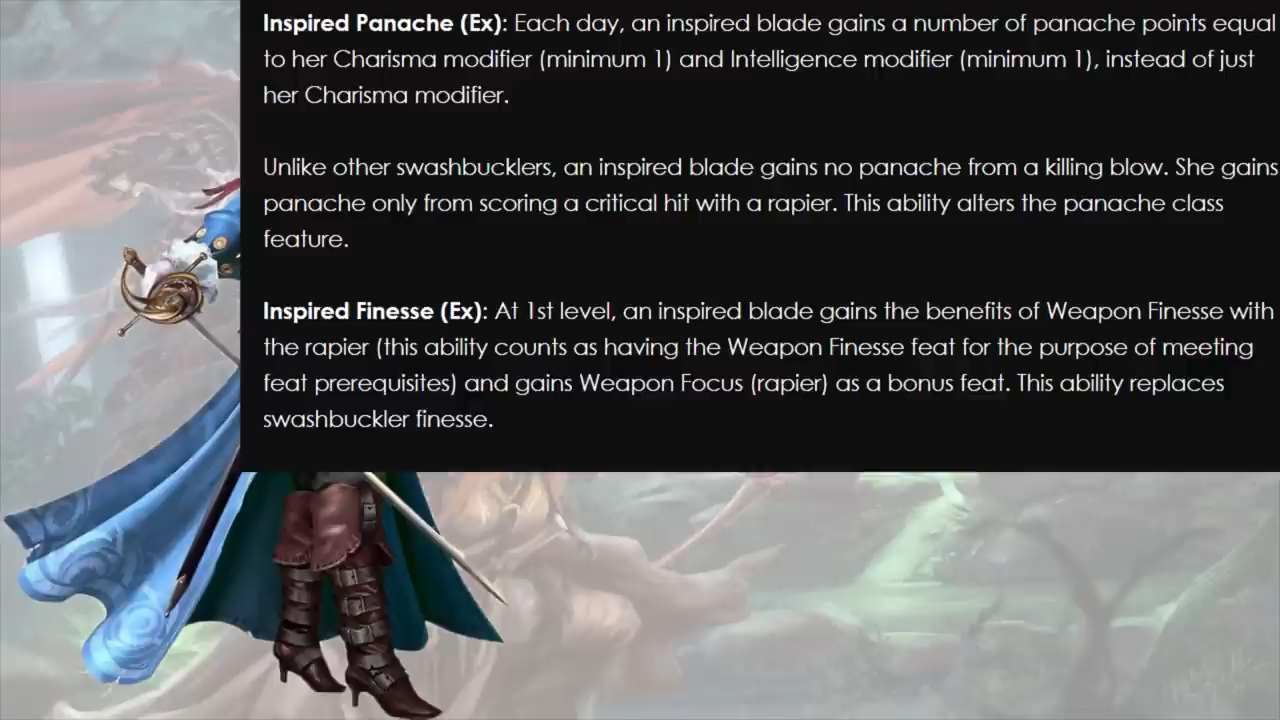 Inspired Panache (Ex): Each day, an inspired blade gains a number of panache points equal
to her Charisma modifier (minimum 1) and Intelligence modifier (minimum 1), instead of just
her Charisma modifier.
Unlike other swashbucklers, an inspired blade gains no panache from a killing blow. She gains
panache only from scoring a critical hit with a rapier. This ability alters the panache class
feature.
Inspired Finesse (Ex): At 1st level, an inspired blade gains the benefits of Weapon Finesse with
the rapier (this ability counts as having the Weapon Finesse feat for the purpose of meeting
feat prerequisites) and gains Weapon Focus (rapier) as a bonus feat. This ability replaces
swashbuckler finesse.